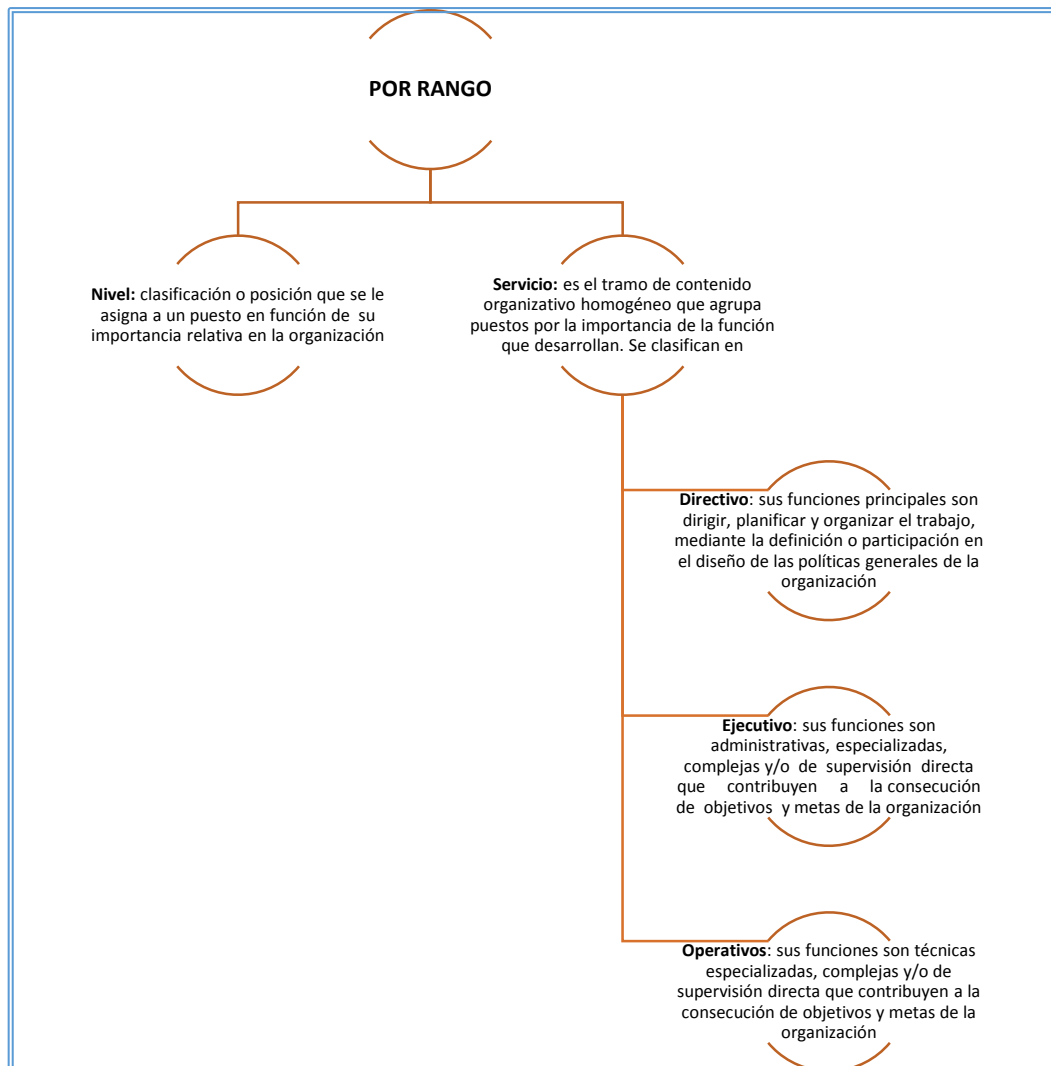 POR RANGO
Nivel: clasificación o posición que se le
asigna a un puesto en función de su
importancia relativa en la organización
Servicio: es el tramo de contenido
organizativo homogéneo que agrupa
puestos por la importancia de la función
que desarrollan. Se clasifican en
Directivo: sus funciones principales son
dirigir, planificar y organizar el trabajo,
mediante la definición o participación en
el diseño de las políticas generales de la
organización
Ejecutivo: sus funciones son
administrativas, especializadas,
complejas y/o de supervisión directa
que contribuyen a la consecución
de objetivos y metas de la organización
Operativos: sus funciones son técnicas
especializadas, complejas y/o de
supervisión directa que contribuyen a la
consecución de objetivos y metas de la
organización